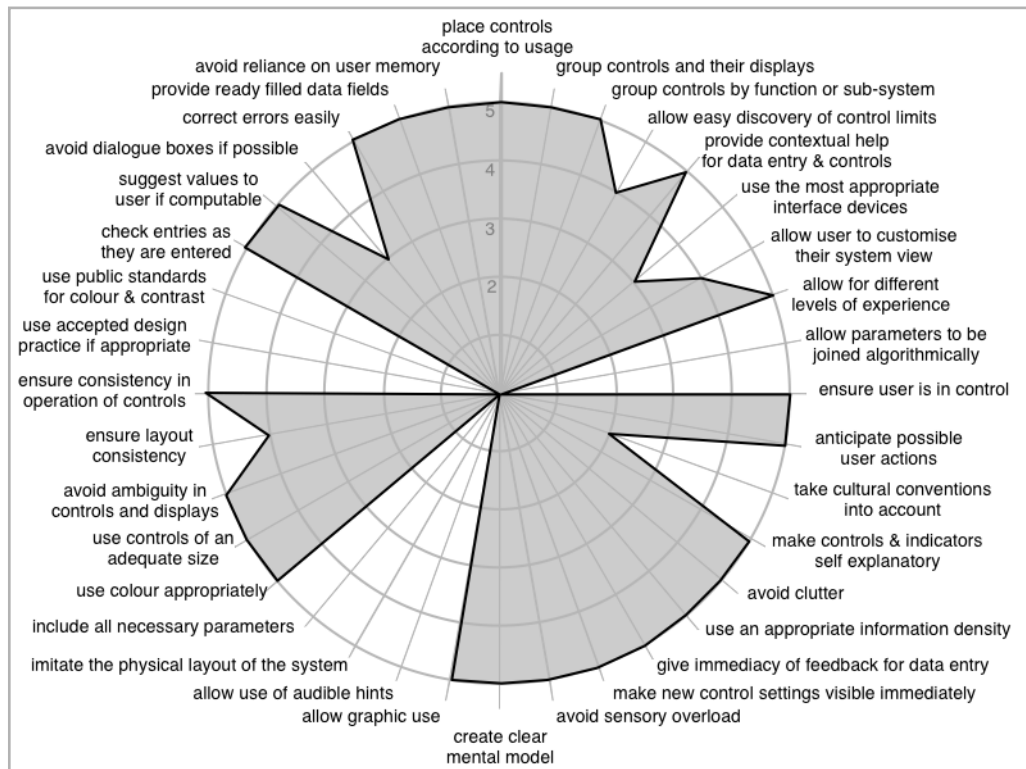 place controls
according to usage
group controls and their displays
group controls by function or sub-system
allow easy discovery of control limits
provide contextual help
for data entry & controls
use the most appropriate
interface devices
allow user to customise
their system view
allow for different
levels of experience
allow parameters to be
joined algorithmically
ensure user is in control
anticipate possible
user actions
take cultural conventions
into account
make controls & indicators
self explanatory
avoid clutter
use an appropriate information density
give immediacy of feedback for data entry
make new control settings visible immediately
avoid sensory overload
create clear
mental model
allow graphic use
allow use of audible hints
imitate the physical layout of the system
include all necessary parameters
use colour appropriately
use controls of an
adequate size
avoid ambiguity in
controls and displays
ensure layout
consistency
ensure consistency in
operation of controls
use accepted design
practice if appropriate
use public standards
for colour & contrast
check entries as
they are entered
suggest values to
user if computable
avoid dialogue boxes if possible
correct errors easily
provide ready filled data fields
avoid reliance on user memory
5
4
3
2